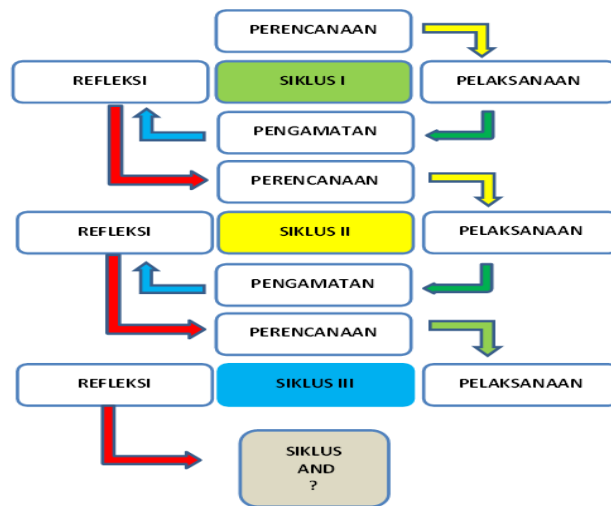 PERENCANAAN
REFLEKSI
SIKLUS I
PELAKSANAAN
PENGAMATAN
PERENCANAAN
REFLEKSI
SIKLUS II
PELAKSANAAN
PENGAMATAN
PERENCANAAN
REFLEKSI
SIKLUS III
PELAKSANAAN
SIKLUS
AND
?